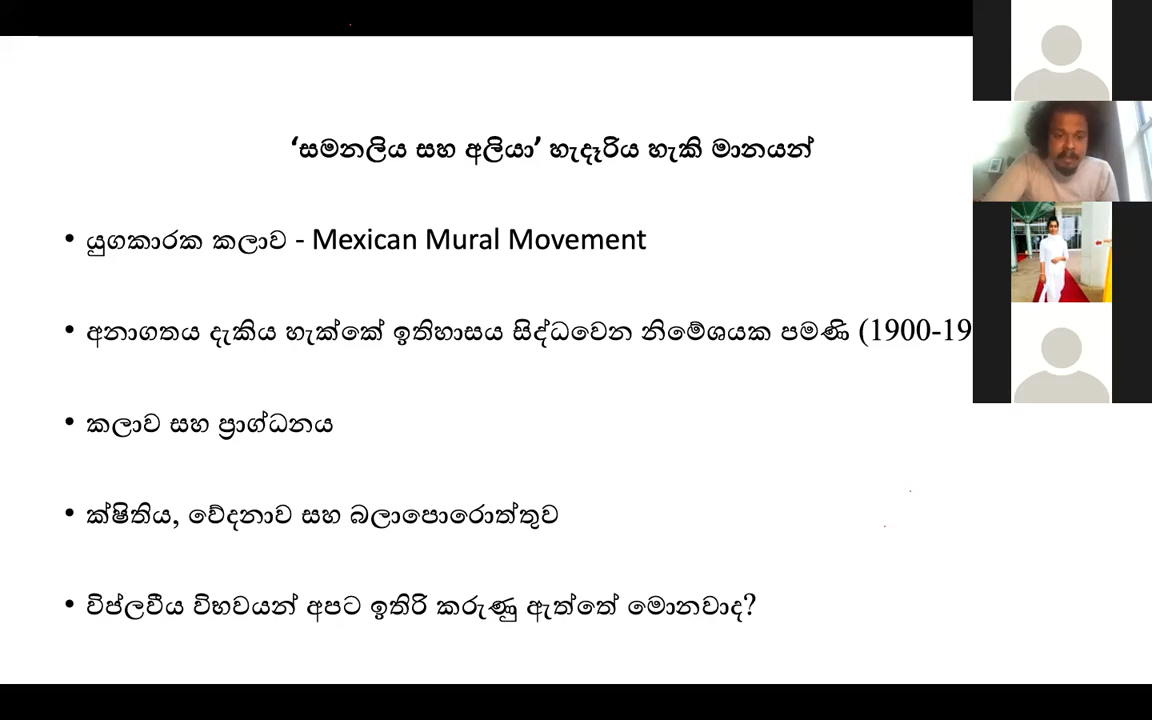 ‘සමනලිය සහ අලියා’ හැදෑරිය හැකි මානයන්
• යුගකාරක කලාව - Mexican Mural Movement
• අනාගතය දැකිය හැක්කේ ඉතිහාසය සිද්ධවෙන නිමේශයක පමණි (1900-19
• කලාව සහ ප්‍රාග්ධනය
• ක්ෂිතිය, වේදනාව සහ බලාපොරොත්තුව
• විප්ලවීය විභවයන් අපට ඉතිරි කරුණු ඇත්තේ මොනවාද?